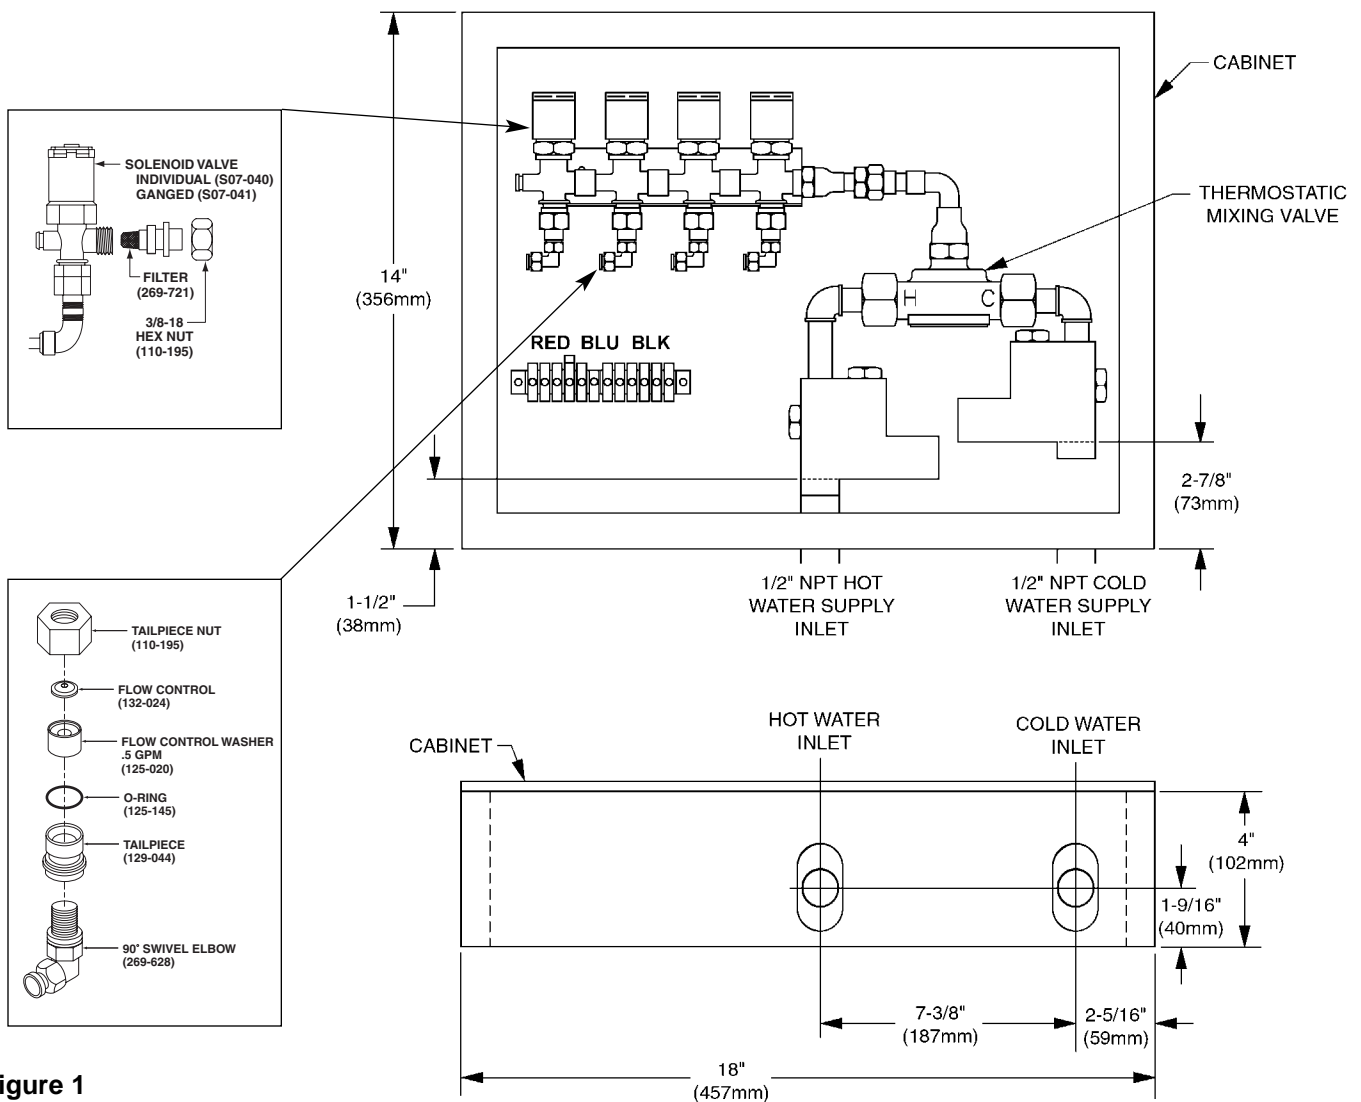 CABINET
SOLENOID VALVE
INDIVIDUAL (S07-040)
GANGED (S07-041)
FILTER
(269-721)
3/8-18
HEX NUT
(110-195)
THERMOSTATIC
MIXING VALVE
14"
(356mm)
H C
RED BLU BLK
2-7/8"
(73mm)
1-1/2"
(38mm)
1/2" NPT HOT
WATER SUPPLY
INLET
1/2" NPT COLD
WATER SUPPLY
INLET
TAILPIECE NUT
(110-195)
FLOW CONTROL
(132-024)
FLOW CONTROL WASHER
.5 GPM
(125-020)
O-RING
(125-145)
TAILPIECE
(129-044)
90° SWIVEL ELBOW
(269-628)
CABINET
HOT WATER
INLET
COLD WATER
INLET
4"
(102mm)
1-9/16"
(40mm)
7-3/8"
(187mm)
2-5/16"
(59mm)
18"
(457mm)
igure 1